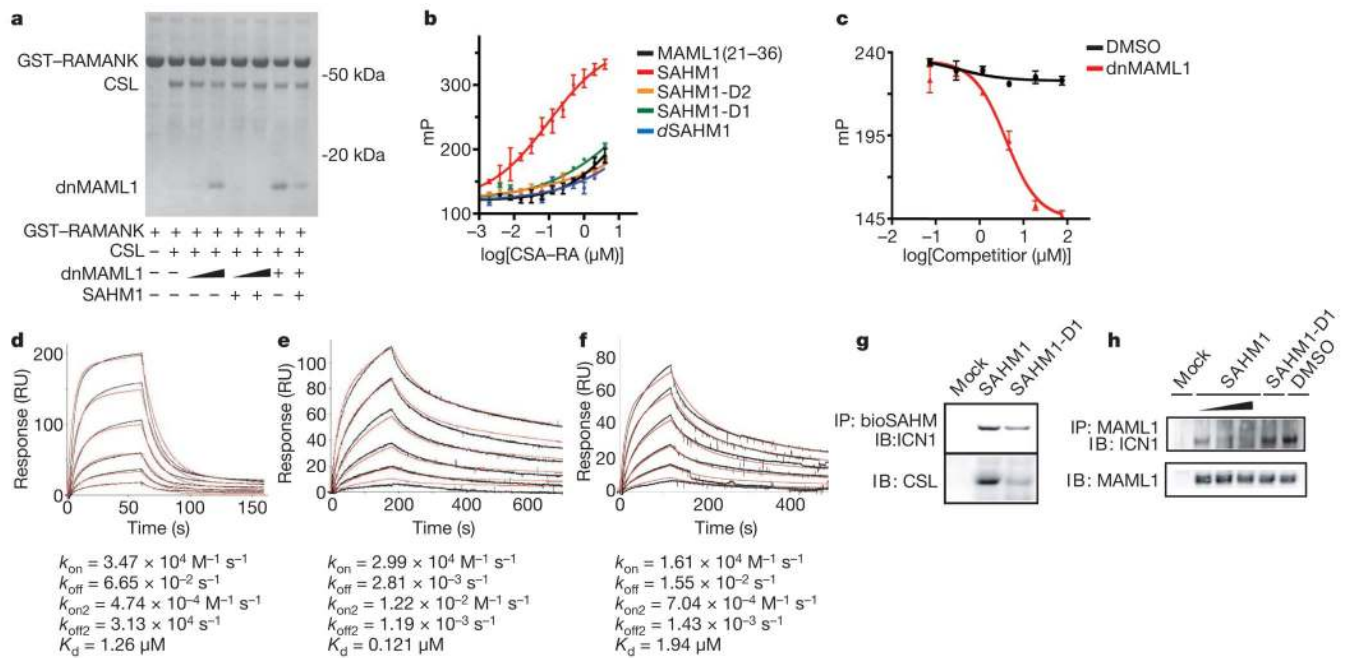 a
GST–RAMANK
CSL
dnMAML1
-50 kDa
-20 kDa
GST–RAMANK + + + + + + + +
CSL – + + + + + + +
dnMAML1 – – + +
SAHM1 – – – – + + – +
b
mP
300
200
100
–3 –2 –1 0 1
log[CSA–RA (µM)]
MAML1(21–36)
SAHM1
SAHM1-D2
SAHM1-D1
dSAHM1
c
mP
240
195
145
–2 –1 0 1 2
log[Competitior (µM)]
DMSO
dnMAML1
d
Response (RU)
200
100
0
0 50 100 150
Time (s)
k_on = 3.47 × 10⁴ M⁻¹ s⁻¹
k_off = 6.65 × 10⁻² s⁻¹
k_on2 = 4.74 × 10⁻⁴ M⁻¹ s⁻¹
k_off2 = 3.13 × 10⁴ s⁻¹
K_d = 1.26 µM
e
Response (RU)
100
80
60
40
20
0
0 200 400 600
Time (s)
k_on = 2.99 × 10⁴ M⁻¹ s⁻¹
k_off = 2.81 × 10⁻³ s⁻¹
k_on2 = 1.22 × 10⁻² M⁻¹ s⁻¹
k_off2 = 1.19 × 10⁻³ s⁻¹
K_d = 0.121 µM
f
Response (RU)
80
60
40
20
0
0 200 400
Time (s)
k_on = 1.61 × 10⁴ M⁻¹ s⁻¹
k_off = 1.55 × 10⁻² s⁻¹
k_on2 = 7.04 × 10⁻⁴ M⁻¹ s⁻¹
k_off2 = 1.43 × 10⁻³ s⁻¹
K_d = 1.94 µM
g
Mock
SAHM1
SAHM1-D1
IP: bioSAHM
IB:ICN1
IB: CSL
h
Mock
SAHM1
SAHM1-D1
DMSO
IP: MAML1
IB: ICN1
IB: MAML1